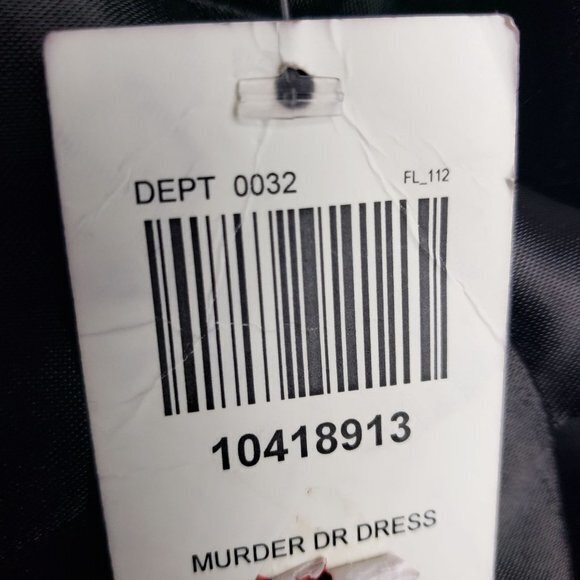 DEPT 0032 FL_112
10418913
MURDER DR DRESS